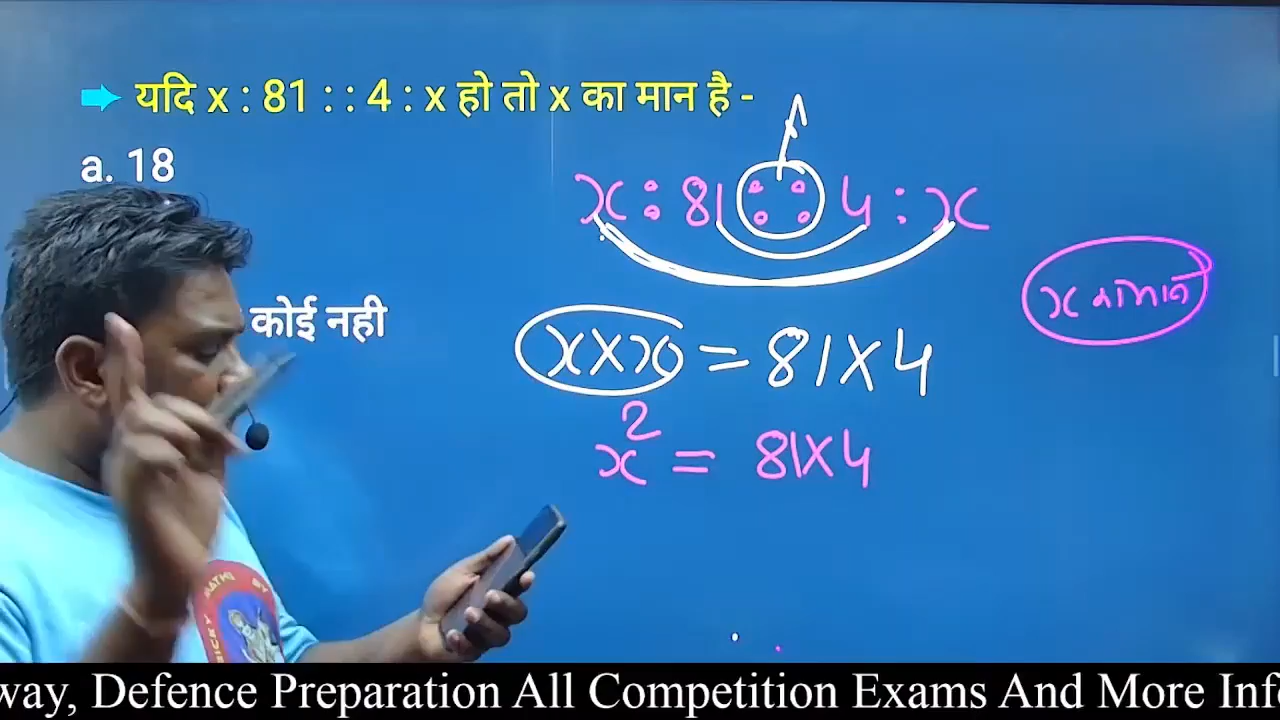 यदि x : 81 : : 4 : x हो तो x का मान है -
a. 18
कोई नही
x : 81 :: 4 : x
x × x = 81 × 4
x² = 81 × 4
x का मान
way, Defence Preparation All Competition Exams And More Inf